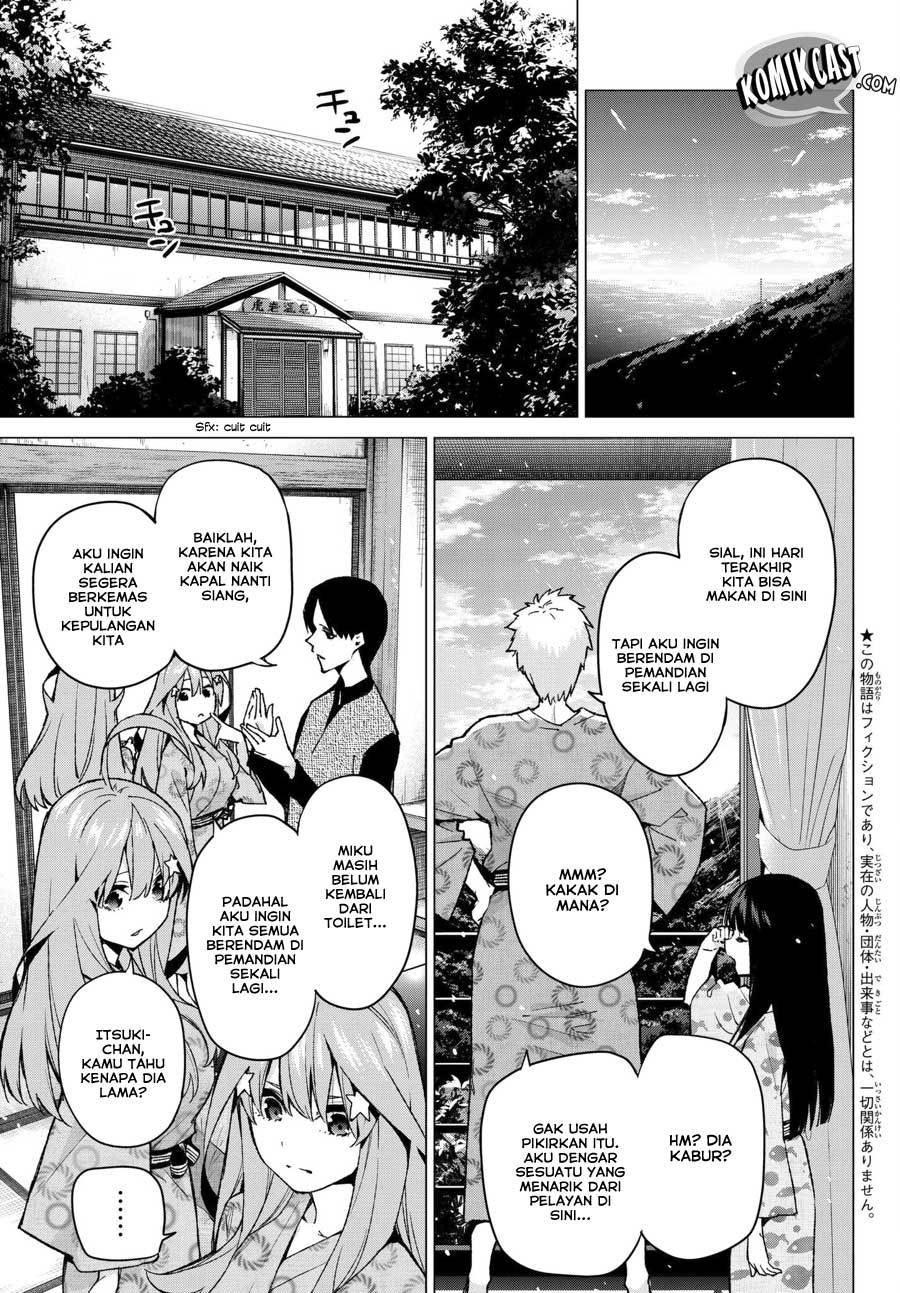 KOMIKCAST.COM
チュン
チュン
虎岩温泉
Sfx: cuit cuit
SIAL, INI HARI
TERAKHIR
KITA BISA
MAKAN DI SINI
TAPI AKU INGIN
BERENDAM DI
PEMANDIAN
SEKALI LAGI
MMM?
KAKAK DI
MANA?
HM? DIA
KABUR?
GAK USAH
PIKIRKAN ITU.
AKU DENGAR
SESUATU YANG
MENARIK DARI
PELAYAN DI
SINI...
BAIKLAH,
KARENA KITA
AKAN NAIK
KAPAL NANTI
SIANG,
AKU INGIN
KALIAN
SEGERA
BERKEMAS
UNTUK
KEPULANGAN
KITA
MIKU
MASIH
BELUM
KEMBALI
DARI
TOILET...
PADAHAL
AKU INGIN
KITA SEMUA
BERENDAM DI
PEMANDIAN
SEKALI
LAGI...
ITSUKI-
CHAN,
KAMU TAHU
KENAPA DIA
LAMA?
......
★この物語はフィクションであり、実在の人物・団体・出来事などとは、一切関係ありません。